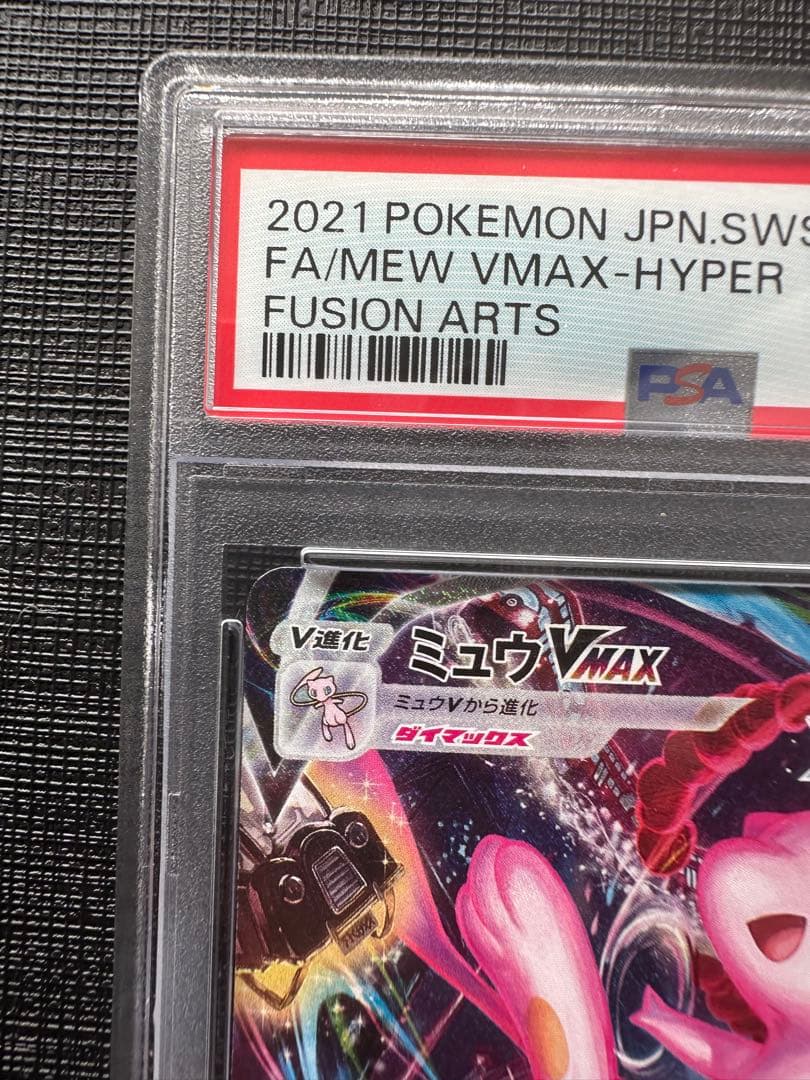 2021 POKEMON JPN.SWS
FA/MEW VMAX-HYPER
FUSION ARTS
PSA
V進化
ミュウVMAX
ミュウVから進化
ダイマックス